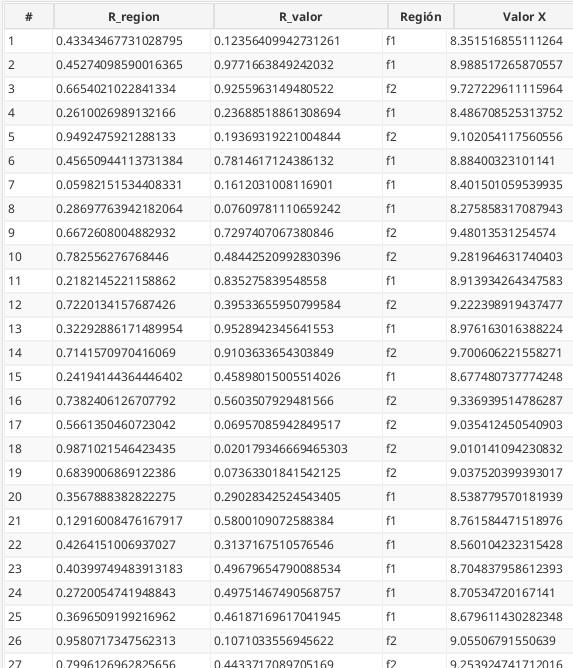 # R_region R_valor Región Valor X
1 0.43343467731028795 0.12356409942731261 f1 8.351516855111264
2 0.45274098590016365 0.9771663849242032 f1 8.988517265870557
3 0.6654021022841334 0.9255963149480522 f2 9.727229611115964
4 0.2610026989132166 0.23688518861308694 f1 8.486708525313752
5 0.9492475921288133 0.19369319221004844 f2 9.102054117560556
6 0.456509441137 31384 0.7814617124386132 f1 8.88400323101141
7 0.05982151534408331 0.1612031008116901 f1 8.401501059539935
8 0.28697763942182064 0.07609781110659242 f1 8.275858317087943
9 0.6672608004882932 0.7297407067380846 f2 9.48013531254574
10 0.782556276768446 0.48442520992830396 f2 9.281964631740403
11 0.2182145221158862 0.835275839548558 f1 8.913934264347583
12 0.7220134157687426 0.39533655950799584 f2 9.222398919437477
13 0.32292886171489954 0.9528942345641553 f1 8.976163016388224
14 0.7141570970416069 0.9103633654303849 f2 9.700606221558271
15 0.24194144364446402 0.45898015005514026 f1 8.677480737774248
16 0.7382406126707792 0.5603507929481566 f2 9.336939514786287
17 0.5661350460723042 0.06957085942849517 f2 9.035412450540903
18 0.9871021546423435 0.020179346669465303 f2 9.010141094230832
19 0.6839006869122386 0.07363301841542125 f2 9.037520399393017
20 0.3567888382822275 0.29028342524543405 f1 8.538779570181939
21 0.12916008476167917 0.5800109072588384 f1 8.761584471518976
22 0.4264151006937027 0.3137167510576546 f1 8.560104232315428
23 0.40399749483913183 0.49679654790088534 f1 8.704837958612393
24 0.2720054741948843 0.49751467490568757 f1 8.70534720167141
25 0.3696509199216962 0.46187169617041945 f1 8.679611430282348
26 0.9580717347562313 0.1071033556945622 f2 9.05506791550639
27 0.7996126962825656 0.4433717089705169 f2 9.253924741712016